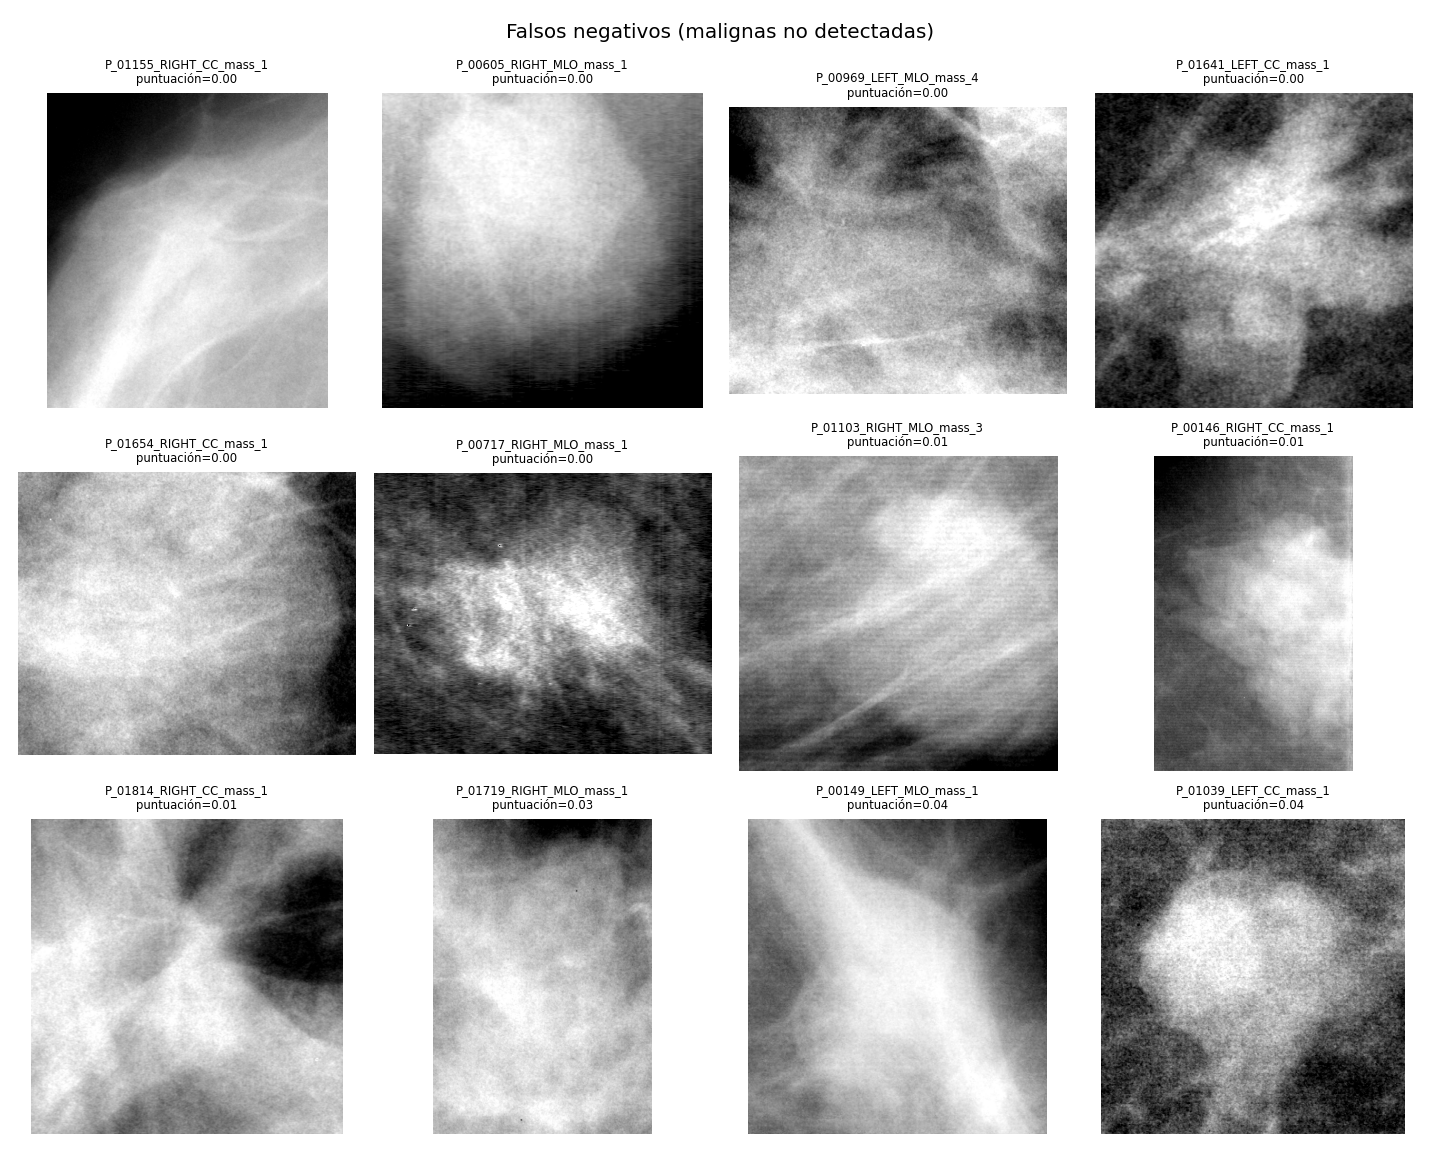 Falsos negativos (malignas no detectadas)
P_01155_RIGHT_CC_mass_1
puntuación=0.00
P_00605_RIGHT_MLO_mass_1
puntuación=0.00
P_00969_LEFT_MLO_mass_4
puntuación=0.00
P_01641_LEFT_CC_mass_1
puntuación=0.00
P_01654_RIGHT_CC_mass_1
puntuación=0.00
P_00717_RIGHT_MLO_mass_1
puntuación=0.00
P_01103_RIGHT_MLO_mass_3
puntuación=0.01
P_00146_RIGHT_CC_mass_1
puntuación=0.01
P_01814_RIGHT_CC_mass_1
puntuación=0.01
P_01719_RIGHT_MLO_mass_1
puntuación=0.03
P_00149_LEFT_MLO_mass_1
puntuación=0.04
P_01039_LEFT_CC_mass_1
puntuación=0.04